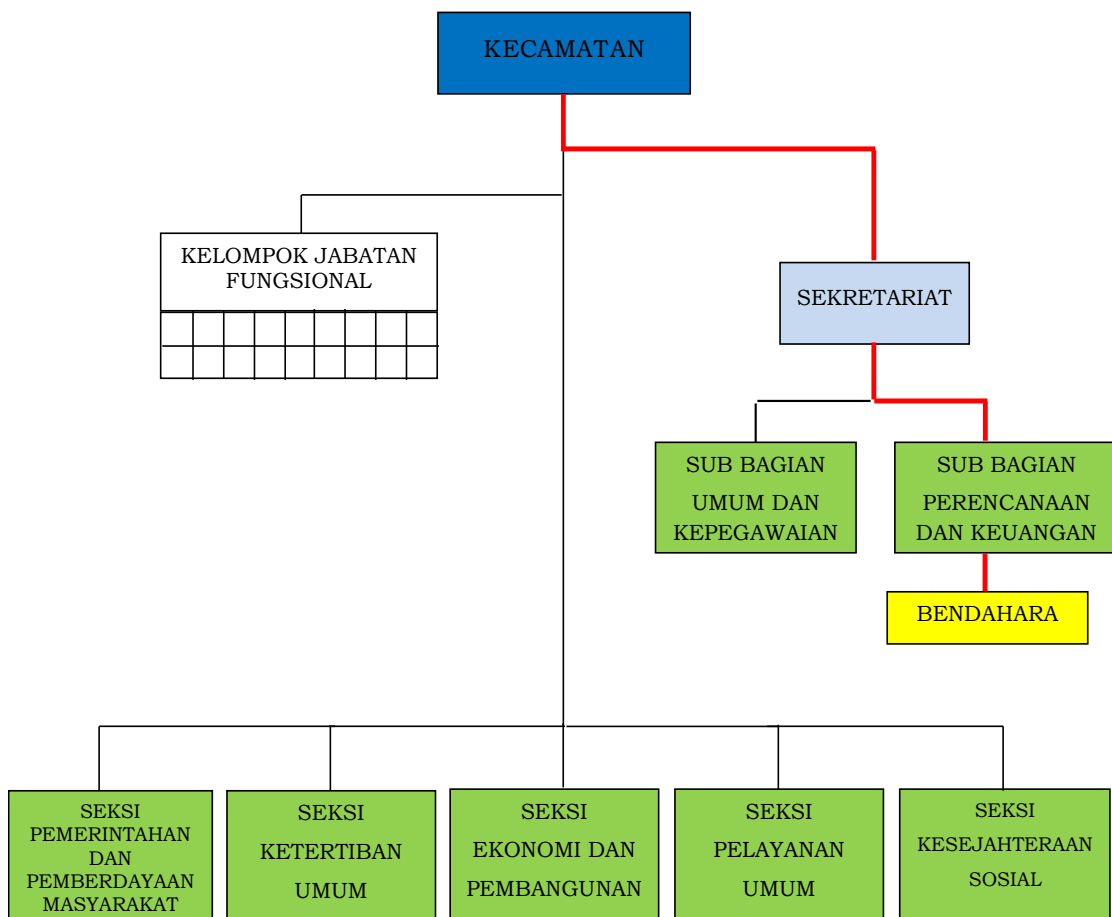 KECAMATAN
KELOMPOK JABATAN
FUNGSIONAL
SEKRETARIAT
SUB BAGIAN
UMUM DAN
KEPEGAWAIAN
SUB BAGIAN
PERENCANAAN
DAN KEUANGAN
BENDAHARA
SEKSI
PEMERINTAHAN
DAN
PEMBERDAYAAN
MASYARAKAT
SEKSI
KETERTIBAN
UMUM
SEKSI
EKONOMI DAN
PEMBANGUNAN
SEKSI
PELAYANAN
UMUM
SEKSI
KESEJAHTERAAN
SOSIAL